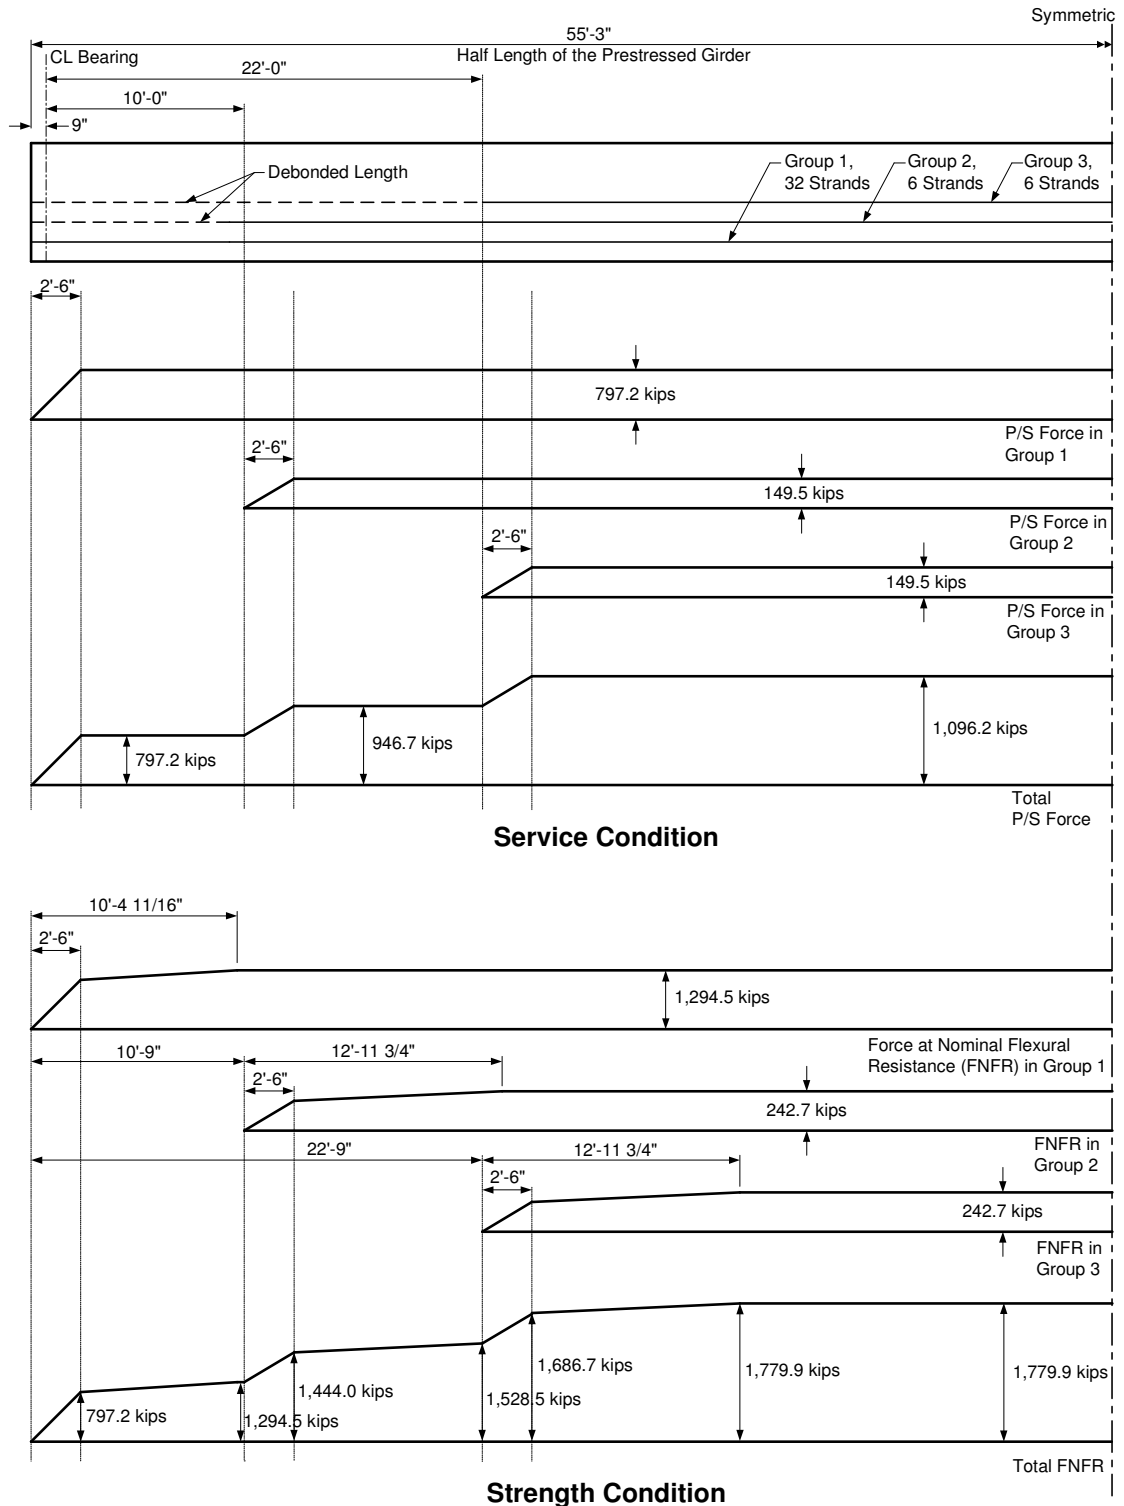 Symmetric
55'-3"
Half Length of the Prestressed Girder
CL Bearing
22'-0"
10'-0"
9"
Debonded Length
Group 1,
32 Strands
Group 2,
6 Strands
Group 3,
6 Strands
2'-6"
797.2 kips
P/S Force in
Group 1
2'-6"
149.5 kips
P/S Force in
Group 2
2'-6"
149.5 kips
P/S Force in
Group 3
797.2 kips
946.7 kips
1,096.2 kips
Total
P/S Force
Service Condition
10'-4 11/16"
2'-6"
1,294.5 kips
Force at Nominal Flexural
Resistance (FNFR) in Group 1
10'-9"
12'-11 3/4"
2'-6"
242.7 kips
FNFR in
Group 2
22'-9"
12'-11 3/4"
2'-6"
242.7 kips
FNFR in
Group 3
797.2 kips
1,294.5 kips
1,444.0 kips
1,528.5 kips
1,686.7 kips
1,779.9 kips
1,779.9 kips
Total FNFR
Strength Condition